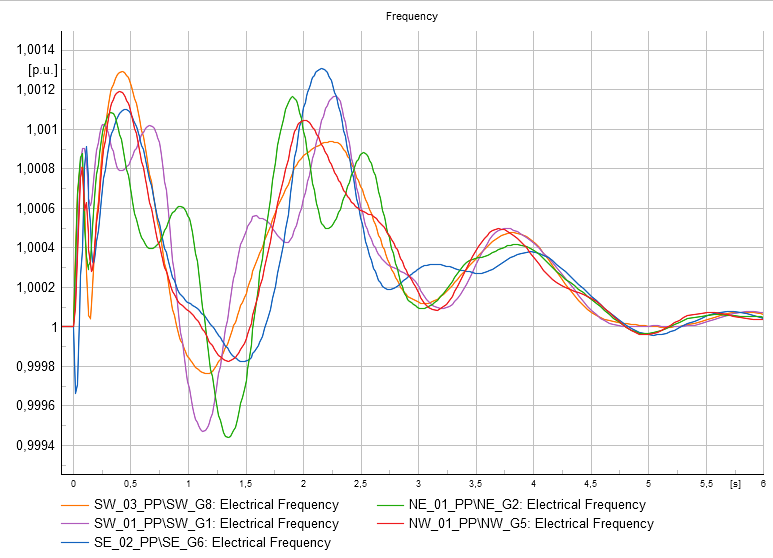 Frequency
1,0014
[p.u.]
1,0012
1,001
1,0008
1,0006
1,0004
1,0002
1
0,9998
0,9996
0,9994
0 0,5 1 1,5 2 2,5 3 3,5 4 4,5 5 [s] 6
SW_03_PP\SW_G8: Electrical Frequency
NE_01_PP\NE_G2: Electrical Frequency
SW_01_PP\SW_G1: Electrical Frequency
NW_01_PP\NW_G5: Electrical Frequency
SE_02_PP\SE_G6: Electrical Frequency